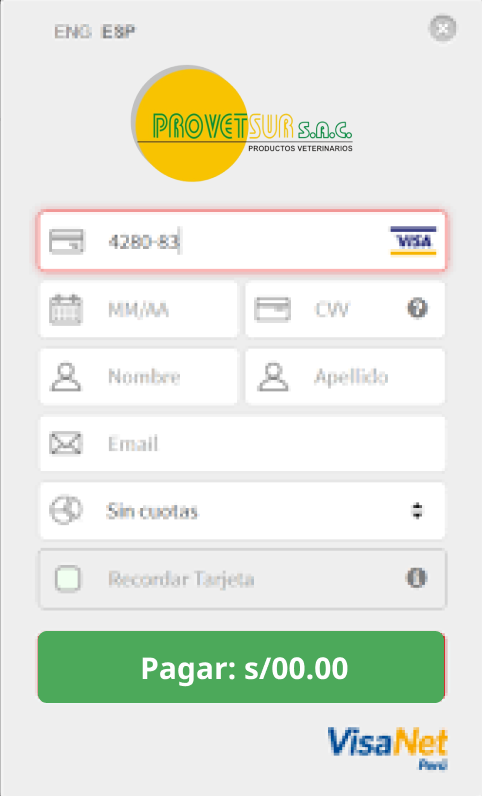 ENG ESP
PROVETSUR S.A.C.
PRODUCTOS VETERINARIOS
4280-83 VISA
MM/AA CVV
Nombre Apellido
Email
Sin cuotas
Recordar Tarjeta
Pagar: s/00.00
VisaNet
Perú